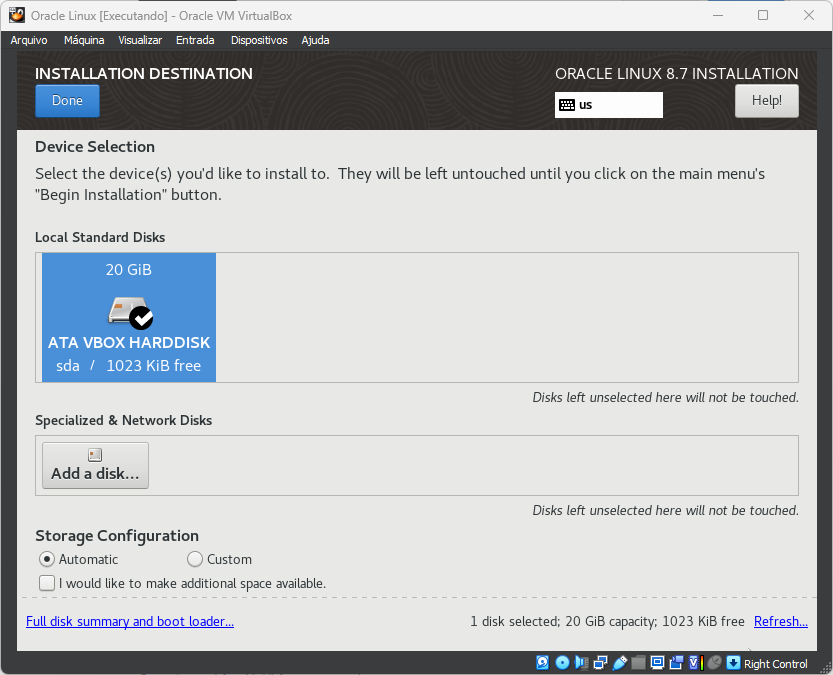 Oracle Linux [Executando] - Oracle VM VirtualBox
Arquivo Máquina Visualizar Entrada Dispositivos Ajuda
INSTALLATION DESTINATION
ORACLE LINUX 8.7 INSTALLATION
Done
us
Help!
Device Selection
Select the device(s) you'd like to install to. They will be left untouched until you click on the main menu's
"Begin Installation" button.
Local Standard Disks
20 GiB
ATA VBOX HARDDISK
sda / 1023 KiB free
Disks left unselected here will not be touched.
Specialized & Network Disks
Add a disk...
Disks left unselected here will not be touched.
Storage Configuration
Automatic Custom
I would like to make additional space available.
Full disk summary and boot loader...
1 disk selected; 20 GiB capacity; 1023 KiB free Refresh...
Right Control